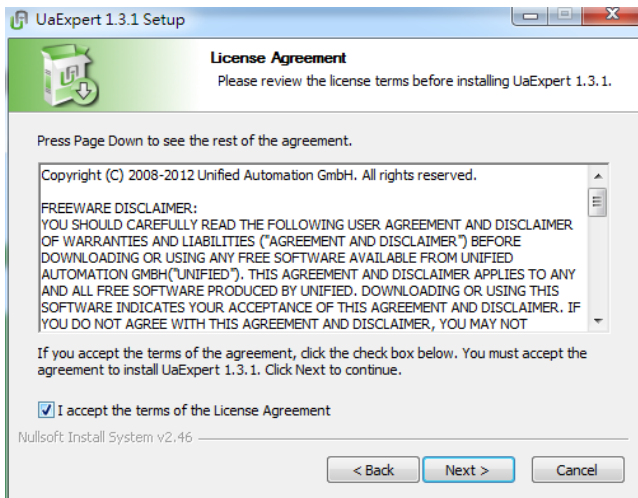 UaExpert 1.3.1 Setup
License Agreement
Please review the license terms before installing UaExpert 1.3.1.
Press Page Down to see the rest of the agreement.
Copyright (C) 2008-2012 Unified Automation GmbH. All rights reserved.
FREEWARE DISCLAIMER:
YOU SHOULD CAREFULLY READ THE FOLLOWING USER AGREEMENT AND DISCLAIMER
OF WARRANTIES AND LIABILITIES ("AGREEMENT AND DISCLAIMER") BEFORE
DOWNLOADING OR USING ANY FREE SOFTWARE AVAILABLE FROM UNIFIED
AUTOMATION GMBH("UNIFIED"). THIS AGREEMENT AND DISCLAIMER APPLIES TO ANY
AND ALL FREE SOFTWARE PRODUCED BY UNIFIED. DOWNLOADING OR USING THIS
SOFTWARE INDICATES YOUR ACCEPTANCE OF THIS AGREEMENT AND DISCLAIMER. IF
YOU DO NOT AGREE WITH THIS AGREEMENT AND DISCLAIMER, YOU MAY NOT
If you accept the terms of the agreement, click the check box below. You must accept the
agreement to install UaExpert 1.3.1. Click Next to continue.
I accept the terms of the License Agreement
Nullsoft Install System v2.46
< Back
Next >
Cancel